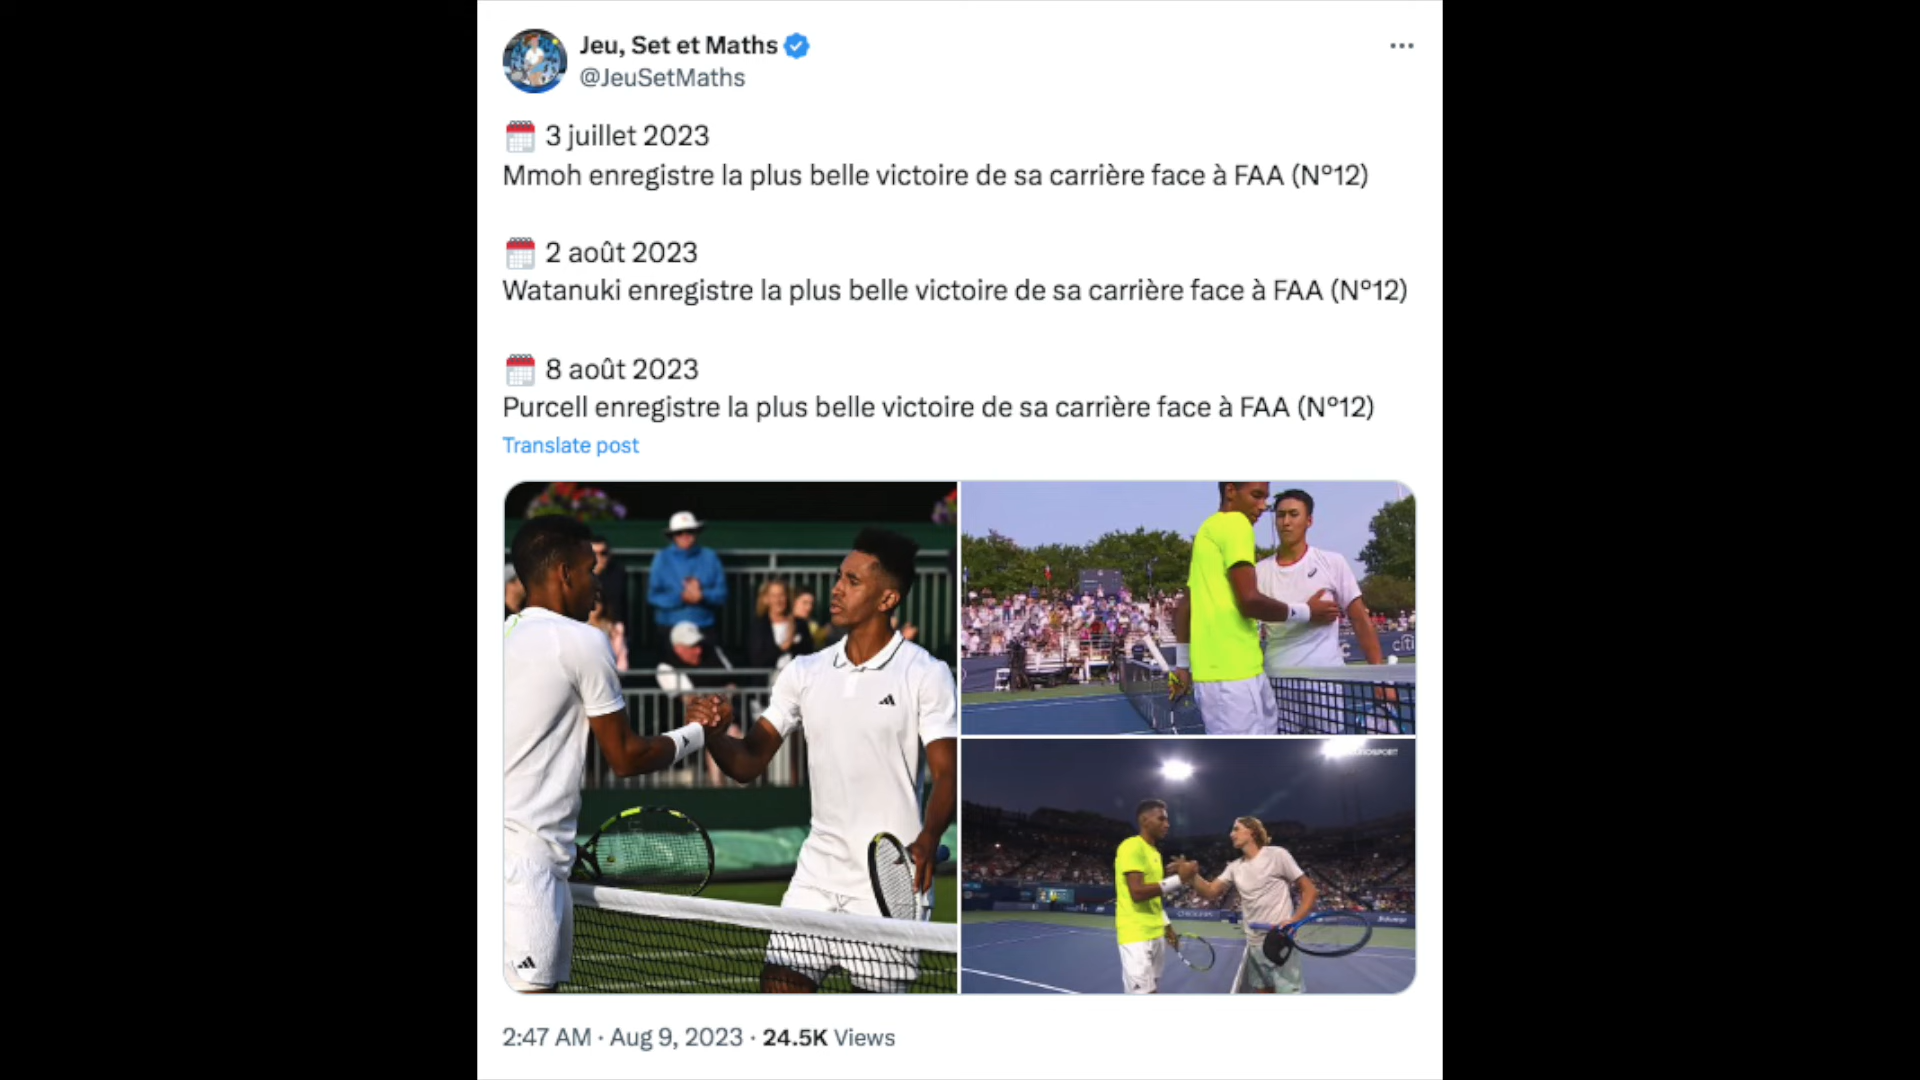 Jeu, Set et Maths
@JeuSetMaths
3 juillet 2023
Mmoh enregistre la plus belle victoire de sa carrière face à FAA (N°12)
2 août 2023
Watanuki enregistre la plus belle victoire de sa carrière face à FAA (N°12)
8 août 2023
Purcell enregistre la plus belle victoire de sa carrière face à FAA (N°12)
Translate post
citi
2:47 AM · Aug 9, 2023 · 24.5K Views